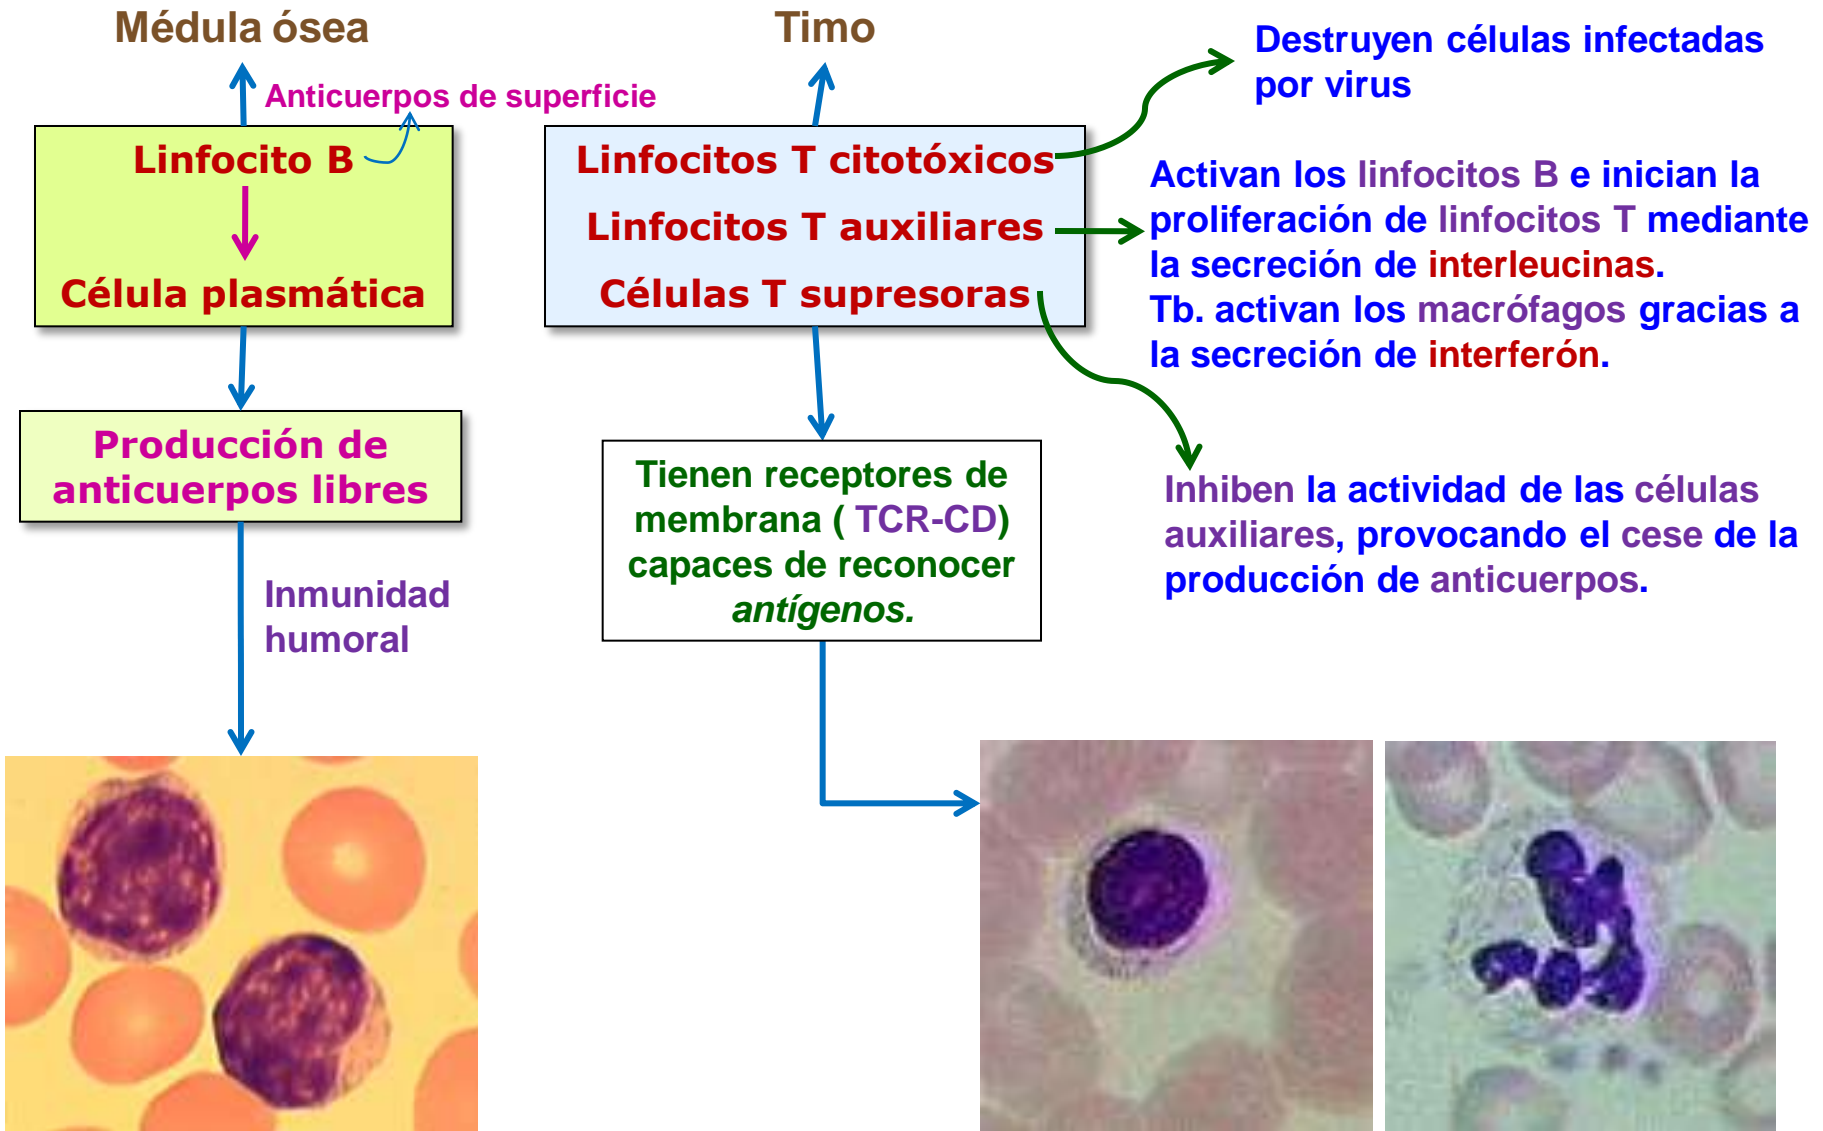 Médula ósea
Anticuerpos de superficie
Linfocito B
Célula plasmática
Producción de
anticuerpos libres
Inmunidad
humoral
Timo
Linfocitos T citotóxicos
Linfocitos T auxiliares
Células T supresoras
Tienen receptores de
membrana ( TCR-CD)
capaces de reconocer
antígenos.
Destruyen células infectadas
por virus
Activan los linfocitos B e inician la
proliferación de linfocitos T mediante
la secreción de interleucinas.
Tb. activan los macrófagos gracias a
la secreción de interferón.
Inhiben la actividad de las células
auxiliares, provocando el cese de la
producción de anticuerpos.